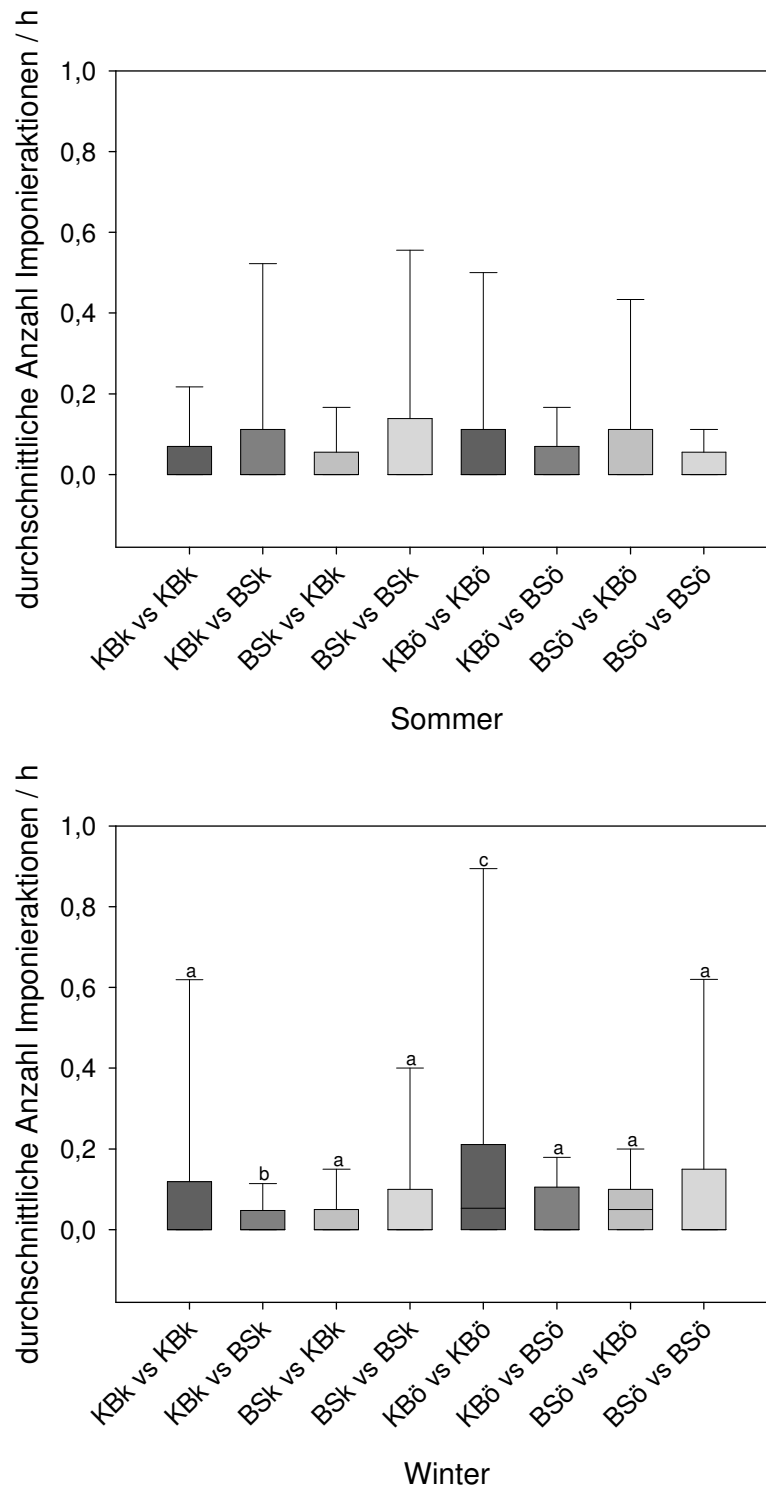 durchschnittliche Anzahl Imponieraktionen / h
1,0
0,8
0,6
0,4
0,2
0,0
KBk vs KBk
KBk vs BSk
BSk vs KBk
BSk vs BSk
KBö vs KBö
KBö vs BSö
BSö vs KBö
BSö vs BSö
Sommer
durchschnittliche Anzahl Imponieraktionen / h
1,0
0,8
0,6
0,4
0,2
0,0
a
b
a
a
c
a
a
a
KBk vs KBk
KBk vs BSk
BSk vs KBk
BSk vs BSk
KBö vs KBö
KBö vs BSö
BSö vs KBö
BSö vs BSö
Winter